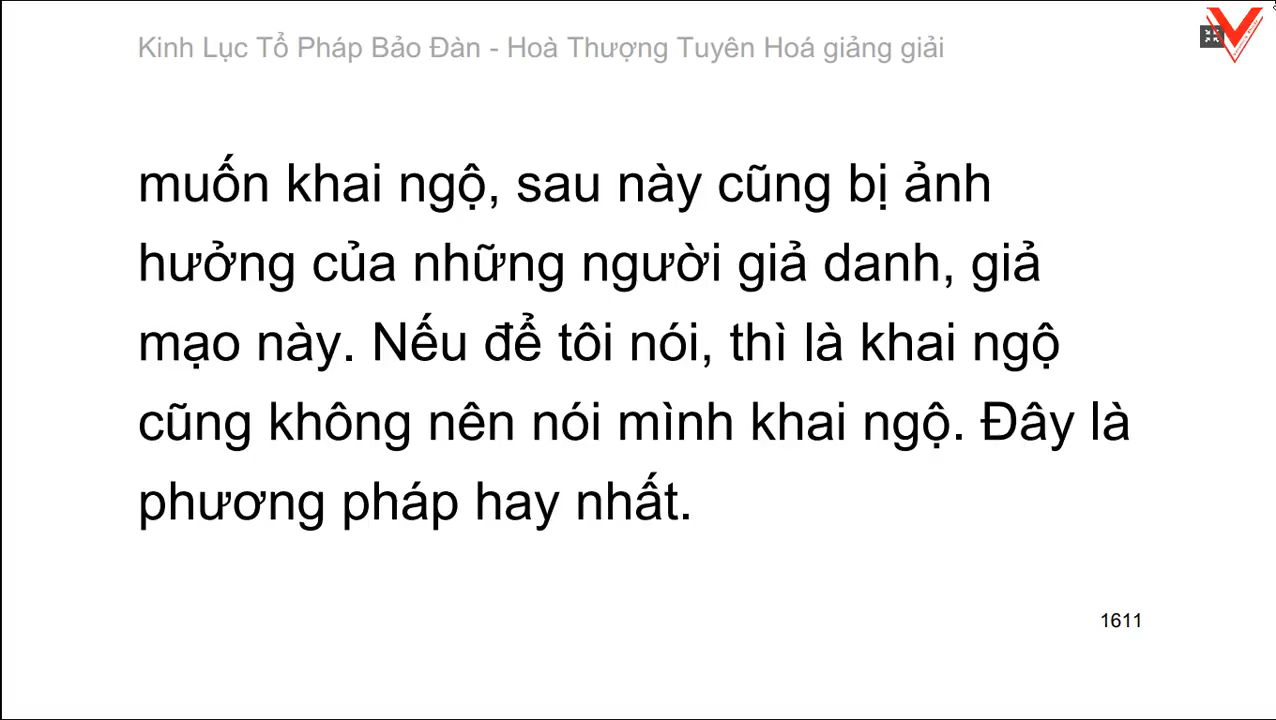 Kinh Lục Tổ Pháp Bảo Đàn - Hoà Thượng Tuyên Hoá giảng giải
muốn khai ngộ, sau này cũng bị ảnh
hưởng của những người giả danh, giả
mạo này. Nếu để tôi nói, thì là khai ngộ
cũng không nên nói mình khai ngộ. Đây là
phương pháp hay nhất.
1611